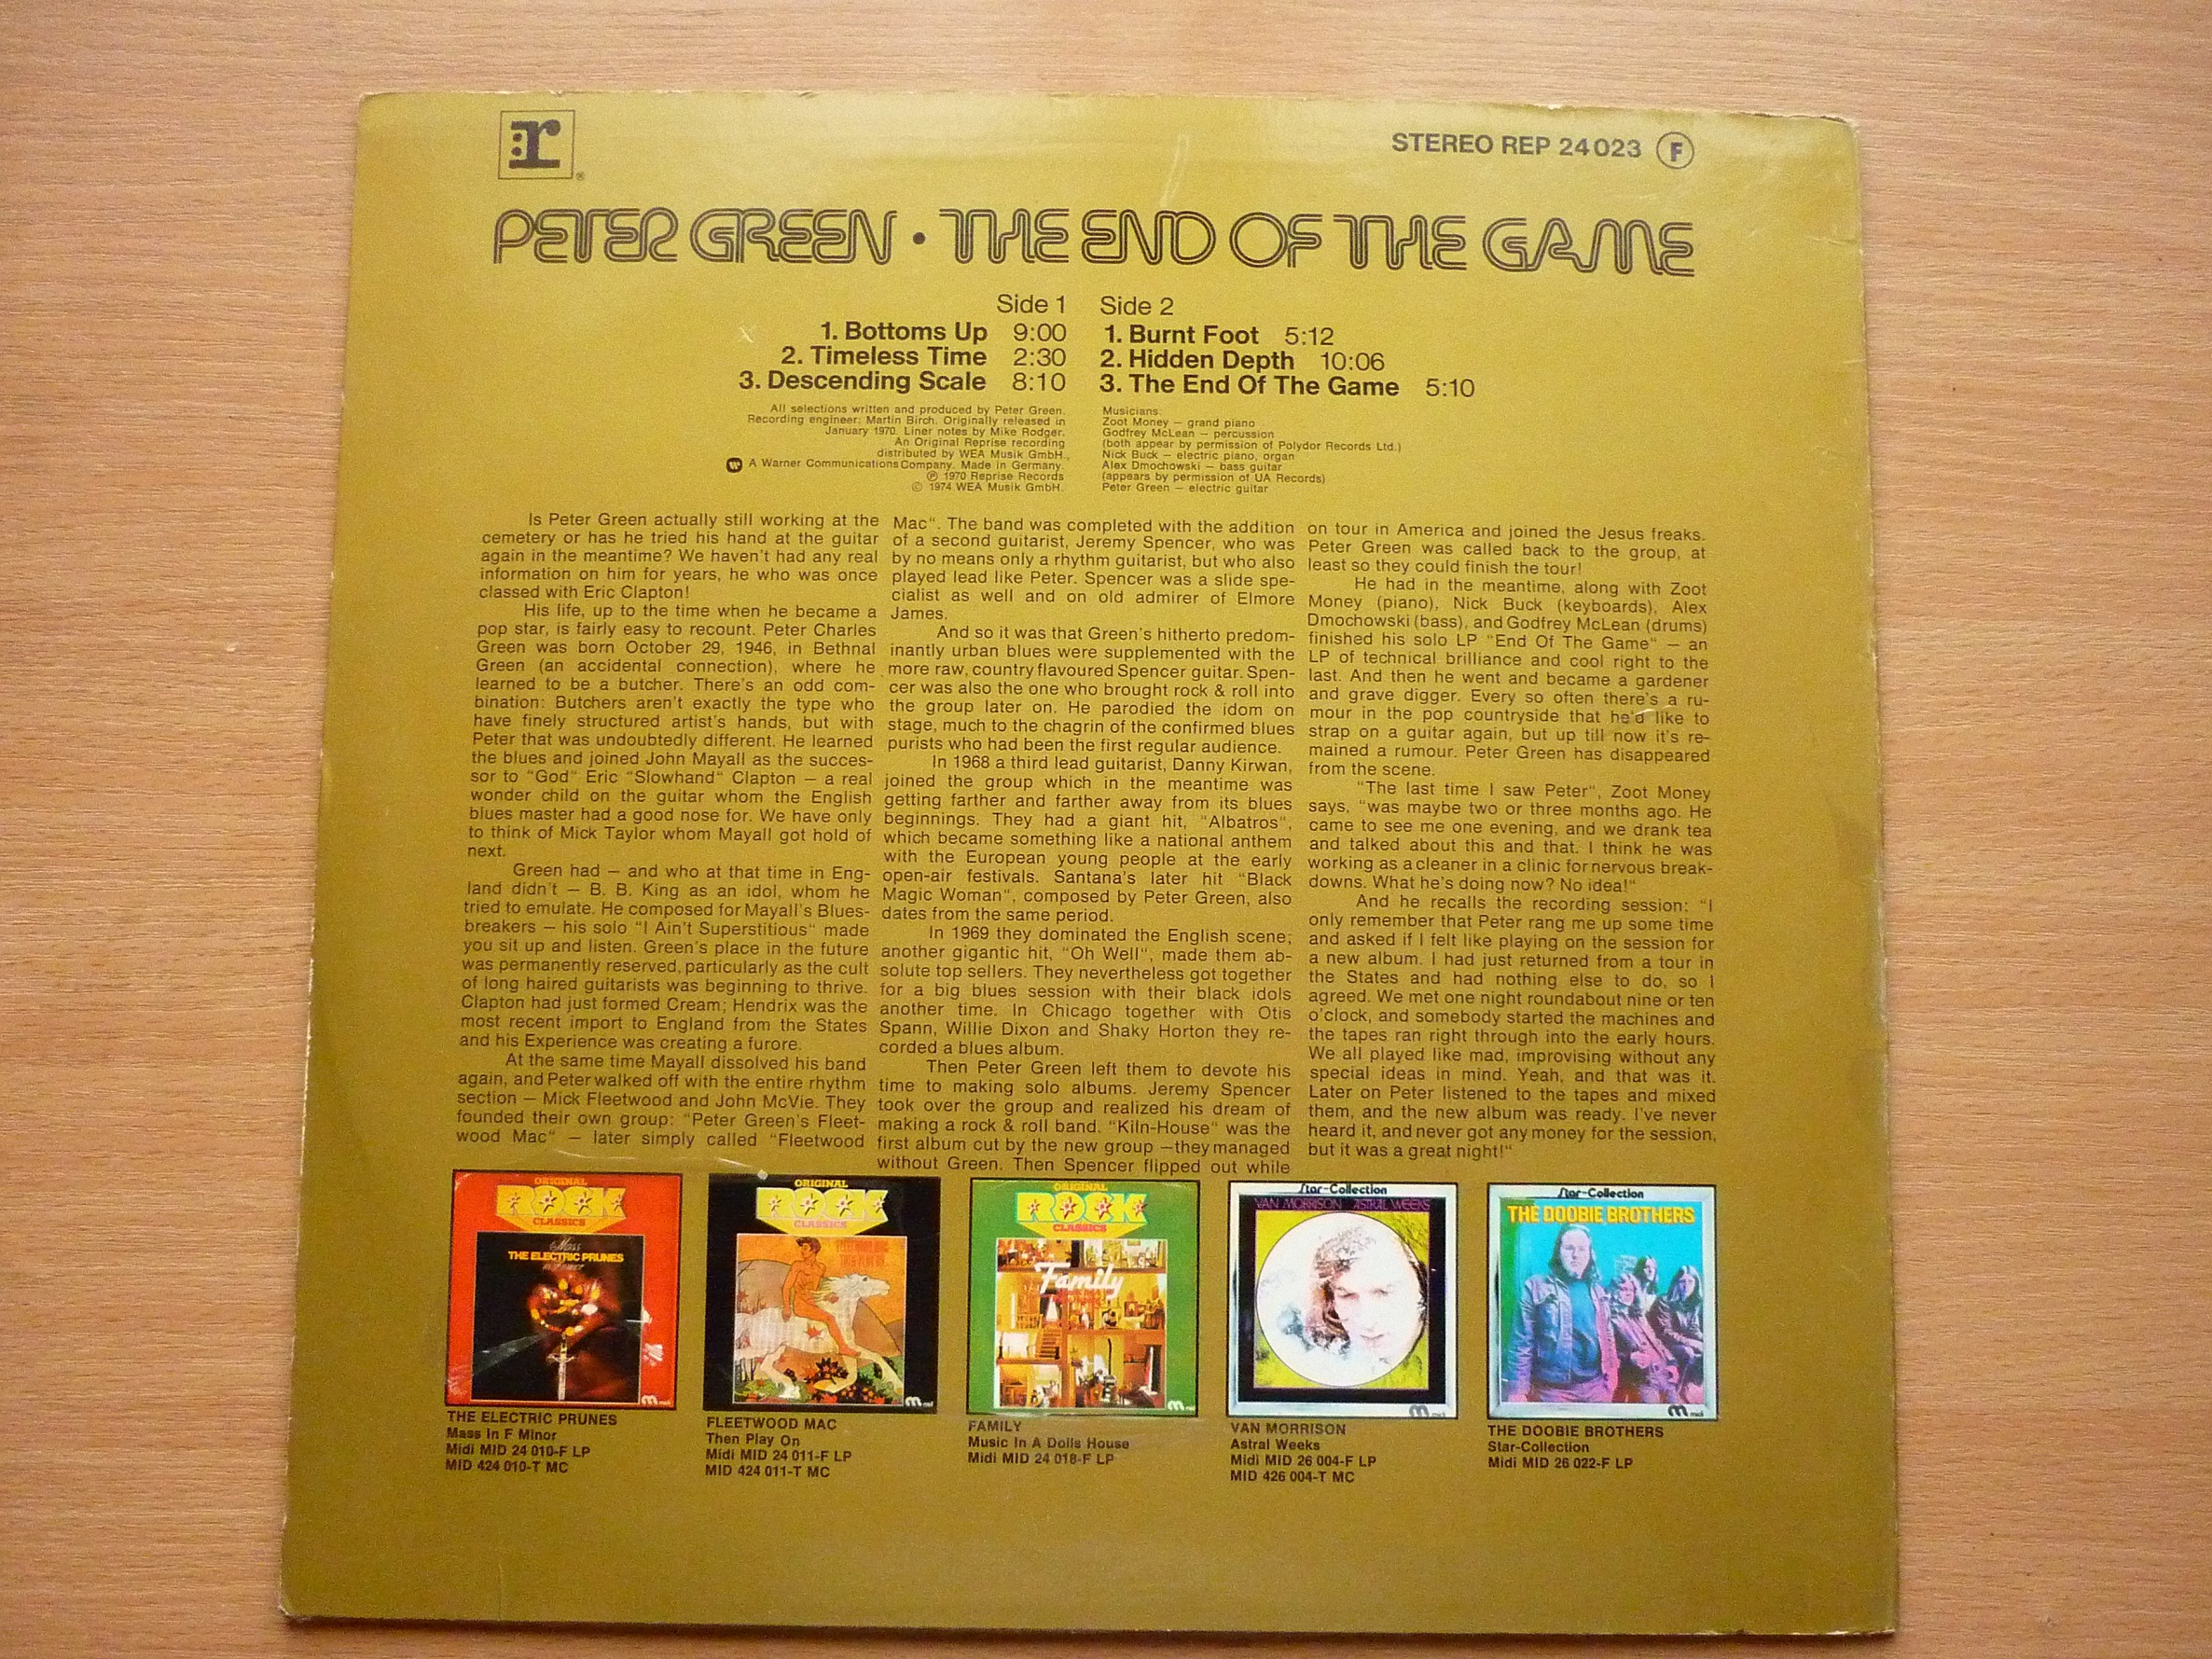 r
®
STEREO REP 24 023 F
PETER GREEN • THE END OF THE GAME
Side 1
1. Bottoms Up 9:00
2. Timeless Time 2:30
3. Descending Scale 8:10
Side 2
1. Burnt Foot 5:12
2. Hidden Depth 10:06
3. The End Of The Game 5:10
All selections written and produced by Peter Green.
Recording engineer: Martin Birch. Originally released in
January 1970. Liner notes by Mike Rodger.
An Original Reprise recording
distributed by WEA Musik GmbH.,
A Warner Communications Company. Made in Germany.
℗ 1970 Reprise Records
© 1974 WEA Musik GmbH.
Musicians:
Zoot Money – grand piano
Godfrey McLean – percussion
(both appear by permission of Polydor Records Ltd.)
Nick Buck – electric piano, organ
Alex Dmochowski – bass guitar
(appears by permission of UA Records)
Peter Green – electric guitar
Is Peter Green actually still working at the
cemetery or has he tried his hand at the guitar
again in the meantime? We haven't had any real
information on him for years, he who was once
classed with Eric Clapton!
His life, up to the time when he became a
pop star, is fairly easy to recount. Peter Charles
Green was born October 29, 1946, in Bethnal
Green (an accidental connection), where he
learned to be a butcher. There's an odd com-
bination: Butchers aren't exactly the type who
have finely structured artist's hands, but with
Peter that was undoubtedly different. He learned
the blues and joined John Mayall as the succes-
sor to "God" Eric "Slowhand" Clapton – a real
wonder child on the guitar whom the English
blues master had a good nose for. We have only
to think of Mick Taylor whom Mayall got hold of
next.
Green had – and who at that time in Eng-
land didn't – B. B. King as an idol, whom he
tried to emulate. He composed for Mayall's Blues-
breakers – his solo "I Ain't Superstitious" made
you sit up and listen. Green's place in the future
was permanently reserved, particularly as the cult
of long haired guitarists was beginning to thrive.
Clapton had just formed Cream; Hendrix was the
most recent import to England from the States
and his Experience was creating a furore.
At the same time Mayall dissolved his band
again, and Peter walked off with the entire rhythm
section – Mick Fleetwood and John McVie. They
founded their own group: "Peter Green's Fleet-
wood Mac" – later simply called "Fleetwood
Mac". The band was completed with the addition
of a second guitarist, Jeremy Spencer, who was
by no means only a rhythm guitarist, but who also
played lead like Peter. Spencer was a slide spe-
cialist as well and on old admirer of Elmore
James.
And so it was that Green's hitherto predom-
inantly urban blues were supplemented with the
more raw, country flavoured Spencer guitar. Spen-
cer was also the one who brought rock & roll into
the group later on. He parodied the idom on
stage, much to the chagrin of the confirmed blues
purists who had been the first regular audience.
In 1968 a third lead guitarist, Danny Kirwan,
joined the group which in the meantime was
getting farther and farther away from its blues
beginnings. They had a giant hit, "Albatros",
which became something like a national anthem
with the European young people at the early
open-air festivals. Santana's later hit "Black
Magic Woman", composed by Peter Green, also
dates from the same period.
In 1969 they dominated the English scene;
another gigantic hit, "Oh Well", made them ab-
solute top sellers. They nevertheless got together
for a big blues session with their black idols
another time. In Chicago together with Otis
Spann, Willie Dixon and Shaky Horton they re-
corded a blues album.
Then Peter Green left them to devote his
time to making solo albums. Jeremy Spencer
took over the group and realized his dream of
making a rock & roll band. "Kiln-House" was the
first album cut by the new group –they managed
without Green. Then Spencer flipped out while
on tour in America and joined the Jesus freaks.
Peter Green was called back to the group, at
least so they could finish the tour!
He had in the meantime, along with Zoot
Money (piano), Nick Buck (keyboards), Alex
Dmochowski (bass), and Godfrey McLean (drums)
finished his solo LP "End Of The Game" – an
LP of technical brilliance and cool right to the
last. And then he went and became a gardener
and grave digger. Every so often there's a ru-
mour in the pop countryside that he'd like to
strap on a guitar again, but up till now it's re-
mained a rumour. Peter Green has disappeared
from the scene.
"The last time I saw Peter", Zoot Money
says, "was maybe two or three months ago. He
came to see me one evening, and we drank tea
and talked about this and that. I think he was
working as a cleaner in a clinic for nervous break-
downs. What he's doing now? No idea!"
And he recalls the recording session: "I
only remember that Peter rang me up some time
and asked if I felt like playing on the session for
a new album. I had just returned from a tour in
the States and had nothing else to do, so I
agreed. We met one night roundabout nine or ten
o'clock, and somebody started the machines and
the tapes ran right through into the early hours.
We all played like mad, improvising without any
special ideas in mind. Yeah, and that was it.
Later on Peter listened to the tapes and mixed
them, and the new album was ready. I've never
heard it, and never got any money for the session,
but it was a great night!"
ORIGINAL
ROCK
CLASSICS
Mass
THE ELECTRIC PRUNES
midi
THE ELECTRIC PRUNES
Mass In F Minor
Midi MID 24 010-F LP
MID 424 010-T MC
ORIGINAL
ROCK
CLASSICS
FLEETWOOD MAC
THEN PLAY ON
midi
FLEETWOOD MAC
Then Play On
Midi MID 24 011-F LP
MID 424 011-T MC
ORIGINAL
ROCK
CLASSICS
Family
midi
FAMILY
Music In A Dolls House
Midi MID 24 018-F LP
Star-Collection
VAN MORRISON ASTRAL WEEKS
midi
VAN MORRISON
Astral Weeks
Midi MID 26 004-F LP
MID 426 004-T MC
Star-Collection
THE DOOBIE BROTHERS
midi
THE DOOBIE BROTHERS
Star-Collection
Midi MID 26 022-F LP